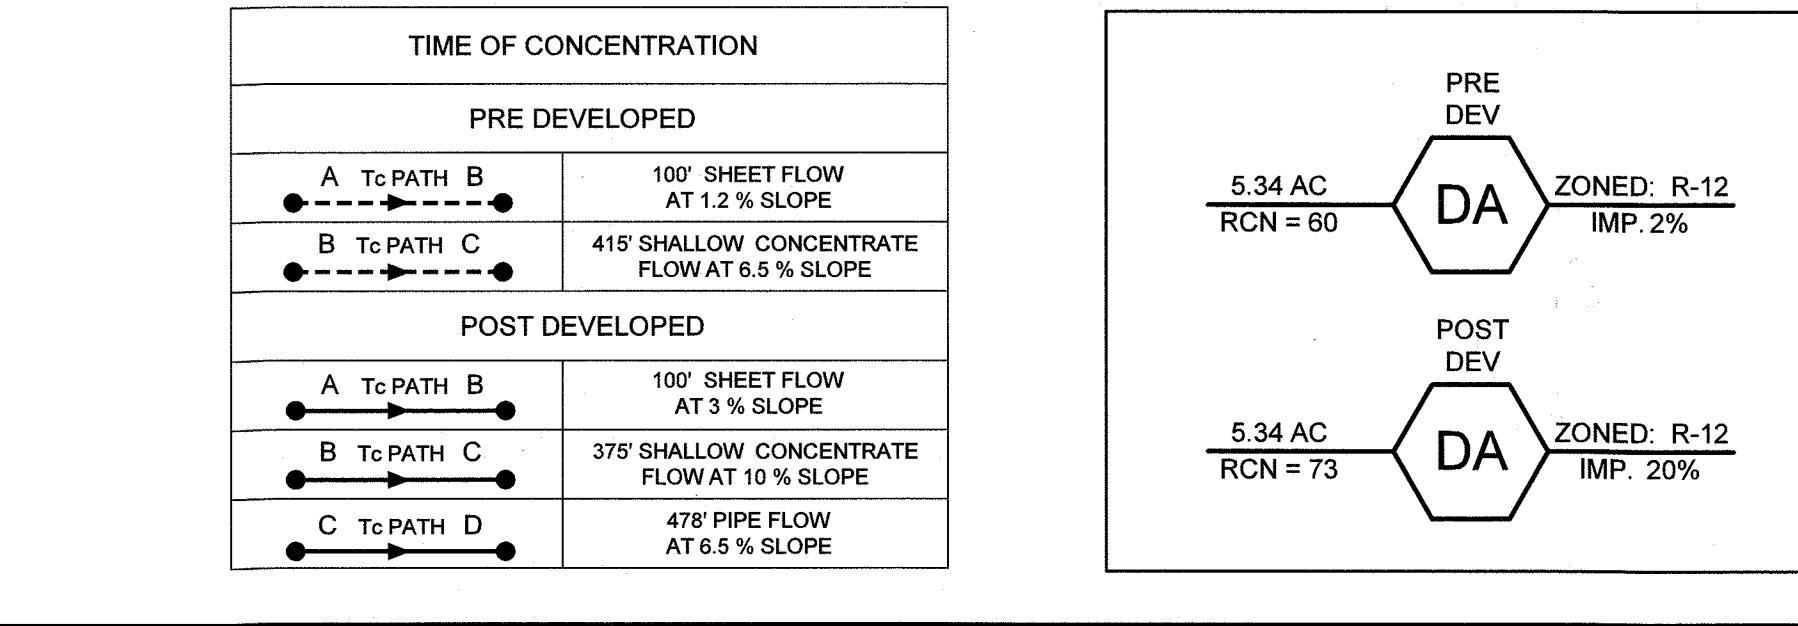 TIME OF CONCENTRATION
PRE DEVELOPED
A Tc PATH B
100' SHEET FLOW
AT 1.2 % SLOPE
B Tc PATH C
415' SHALLOW CONCENTRATE
FLOW AT 6.5 % SLOPE
POST DEVELOPED
A Tc PATH B
100' SHEET FLOW
AT 3 % SLOPE
B Tc PATH C
375' SHALLOW CONCENTRATE
FLOW AT 10 % SLOPE
C Tc PATH D
478' PIPE FLOW
AT 6.5 % SLOPE
PRE
DEV
5.34 AC
RCN = 60
DA
ZONED: R-12
IMP. 2%
POST
DEV
5.34 AC
RCN = 73
DA
ZONED: R-12
IMP. 20%